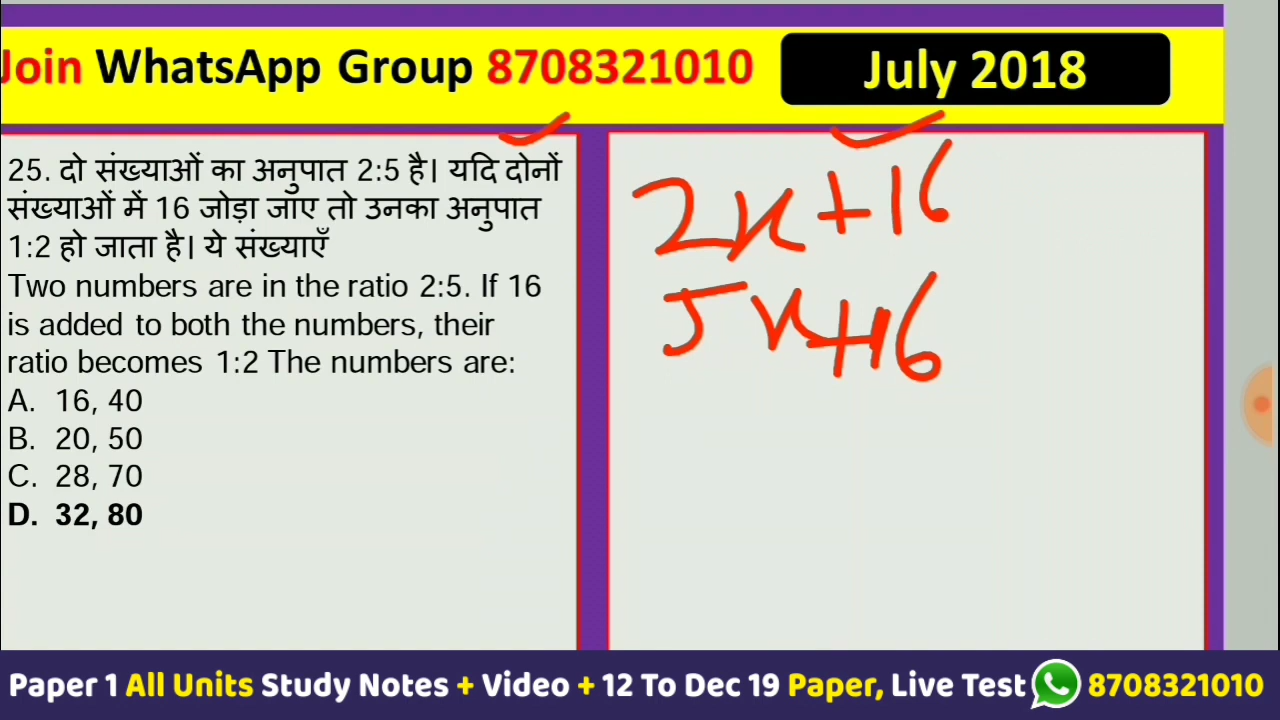 Join WhatsApp Group 8708321010
July 2018
25. दो संख्याओं का अनुपात 2:5 है। यदि दोनों
संख्याओं में 16 जोड़ा जाए तो उनका अनुपात
1:2 हो जाता है। ये संख्याएँ
Two numbers are in the ratio 2:5. If 16
is added to both the numbers, their
ratio becomes 1:2 The numbers are:
A. 16, 40
B. 20, 50
C. 28, 70
D. 32, 80
2x+16
5x+16
Paper 1 All Units Study Notes + Video + 12 To Dec 19 Paper, Live Test 8708321010